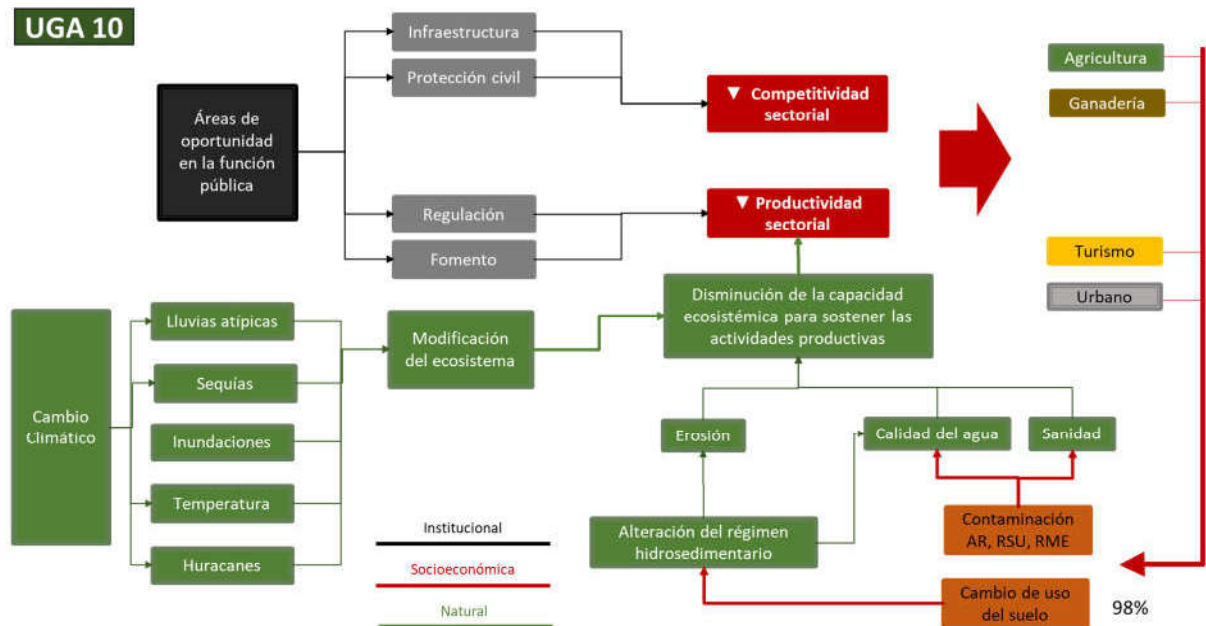 UGA 10
Infraestructura
Protección civil
Áreas de
oportunidad
en la función
pública
▼ Competitividad
sectorial
Agricultura
Ganadería
Regulación
Fomento
▼ Productividad
sectorial
Turismo
Urbano
Cambio
Climático
Lluvias atípicas
Sequías
Inundaciones
Temperatura
Huracanes
Modificación
del ecosistema
Disminución de la capacidad
ecosistémica para sostener las
actividades productivas
Erosión
Calidad del agua
Sanidad
Alteración del régimen
hidrosedimentario
Contaminación
AR, RSU, RME
Cambio de uso
del suelo
98%
Institucional
Socioeconómica
Natural